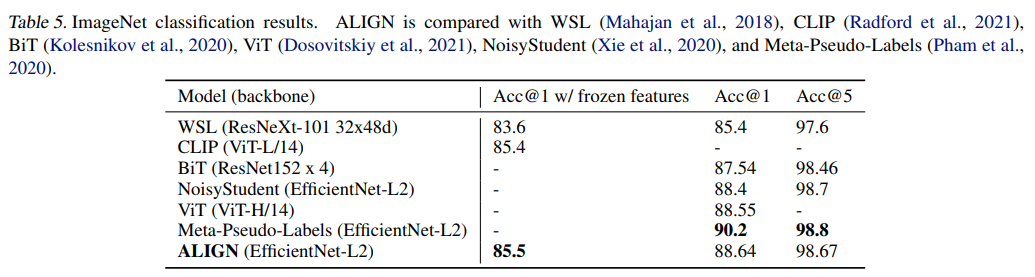 Table 5. ImageNet classification results. ALIGN is compared with WSL (Mahajan et al., 2018), CLIP (Radford et al., 2021),
BiT (Kolesnikov et al., 2020), ViT (Dosovitskiy et al., 2021), NoisyStudent (Xie et al., 2020), and Meta-Pseudo-Labels (Pham et al.,
2020).
Model (backbone) Acc@1 w/ frozen features Acc@1 Acc@5
WSL (ResNeXt-101 32x48d) 83.6 85.4 97.6
CLIP (ViT-L/14) 85.4 - -
BiT (ResNet152 x 4) - 87.54 98.46
NoisyStudent (EfficientNet-L2) - 88.4 98.7
ViT (ViT-H/14) - 88.55 -
Meta-Pseudo-Labels (EfficientNet-L2) - 90.2 98.8
ALIGN (EfficientNet-L2) 85.5 88.64 98.67